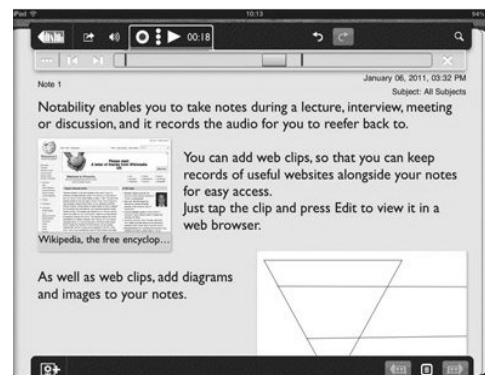 iPad
10:13
94%
00:18
Note 1
January 06, 2011, 03:32 PM
Subject: All Subjects
Notability enables you to take notes during a lecture, interview, meeting
or discussion, and it records the audio for you to reefer back to.
You can add web clips, so that you can keep
records of useful websites alongside your notes
for easy access.
Just tap the clip and press Edit to view it in a
web browser.
Wikipedia, the free encyclop...
As well as web clips, add diagrams
and images to your notes.